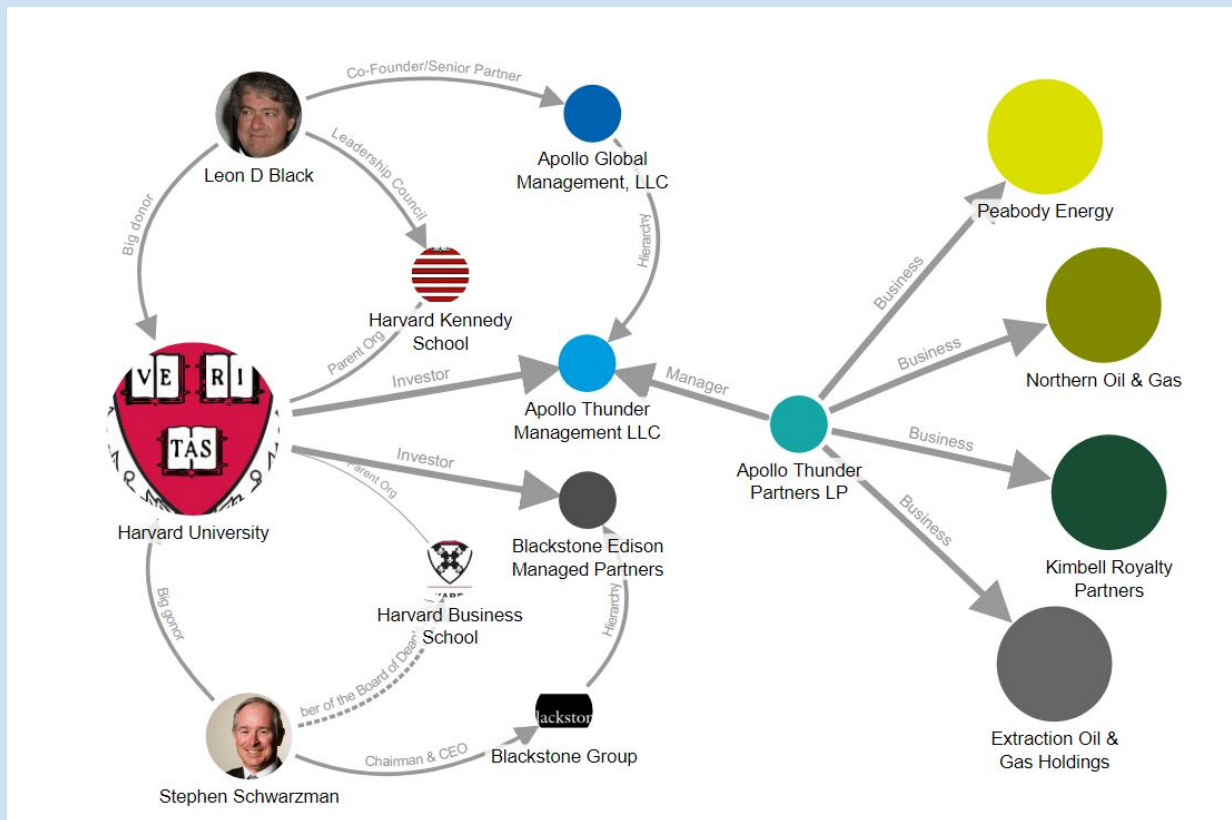 Co-Founder/Senior Partner
Leon D Black
Apollo Global
Management, LLC
Leadership Council
Big donor
Hierarchy
Peabody Energy
Business
Harvard Kennedy
School
Parent Org
Investor
Apollo Thunder
Management LLC
Manager
Apollo Thunder
Partners LP
Business
Northern Oil & Gas
VE RI
TAS
Harvard University
Investor
Parent Org
Blackstone Edison
Managed Partners
Business
Kimbell Royalty
Partners
Business
Harvard Business
School
Hierarchy
Big gonor
ber of the Board of Dean
Stephen Schwarzman
Chairman & CEO
lackston
Blackstone Group
Extraction Oil &
Gas Holdings